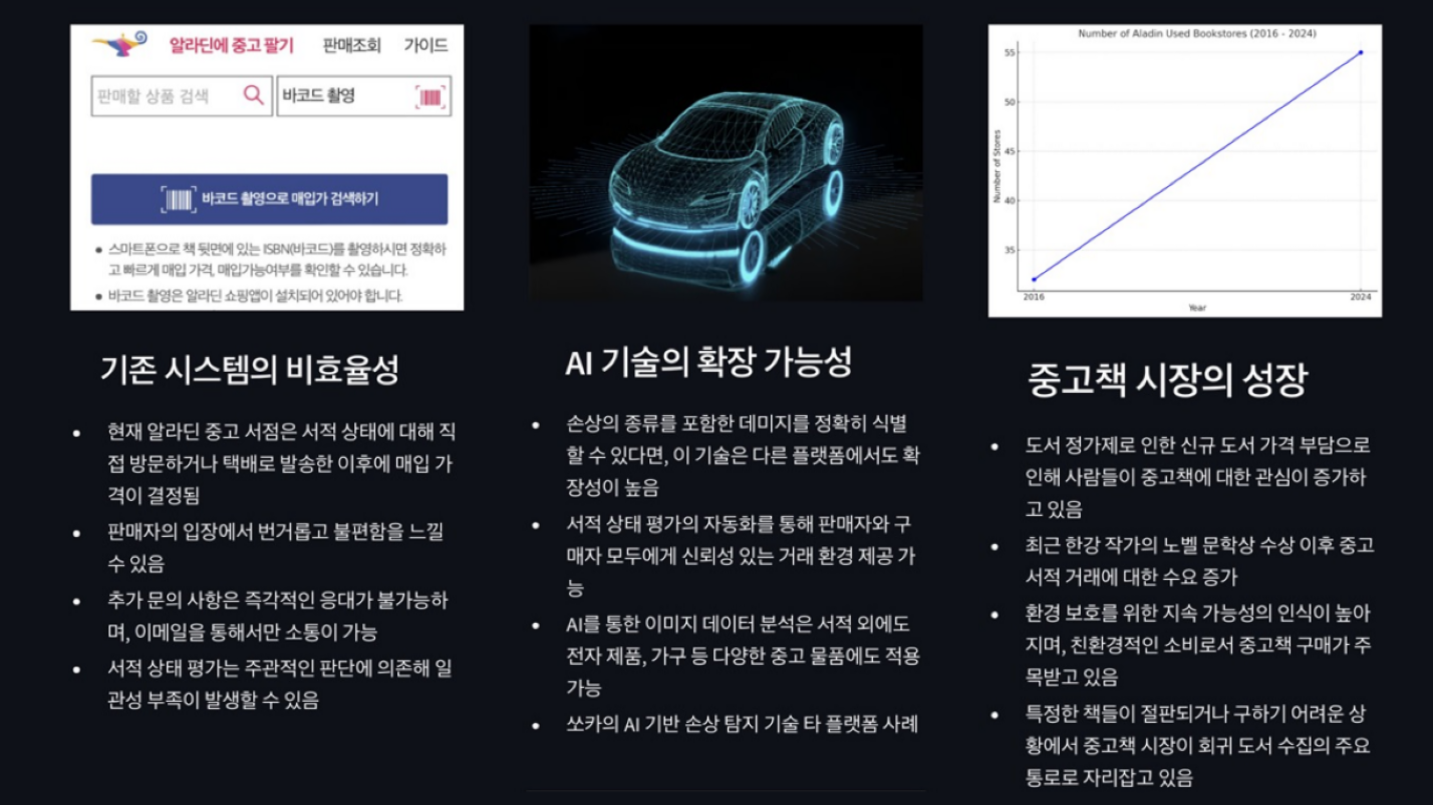 알라딘에 중고 팔기 판매조회 가이드
판매할 상품 검색 바코드 촬영
바코드 촬영으로 매입가 검색하기
• 스마트폰으로 책 뒷면에 있는 ISBN(바코드)를 촬영하시면 정확하
고 빠르게 매입 가격, 매입가능여부를 확인할 수 있습니다.
• 바코드 촬영은 알라딘 쇼핑앱이 설치되어 있어야 합니다.
기존 시스템의 비효율성
• 현재 알라딘 중고 서점은 서적 상태에 대해 직
접 방문하거나 택배로 발송한 이후에 매입 가
격이 결정됨
• 판매자의 입장에서 번거롭고 불편함을 느낄
수 있음
• 추가 문의 사항은 즉각적인 응대가 불가능하
며, 이메일을 통해서만 소통이 가능
• 서적 상태 평가는 주관적인 판단에 의존해 일
관성 부족이 발생할 수 있음
AI 기술의 확장 가능성
• 손상의 종류를 포함한 데미지를 정확히 식별
할 수 있다면, 이 기술은 다른 플랫폼에서도 확
장성이 높음
• 서적 상태 평가의 자동화를 통해 판매자와 구
매자 모두에게 신뢰성 있는 거래 환경 제공 가
능
• AI를 통한 이미지 데이터 분석은 서적 외에도
전자 제품, 가구 등 다양한 중고 물품에도 적용
가능
• 쏘카의 AI 기반 손상 탐지 기술 타 플랫폼 사례
Number of Aladin Used Bookstores (2016 - 2024)
Number of Stores
55
50
45
40
35
2016 2024
Year
중고책 시장의 성장
• 도서 정가제로 인한 신규 도서 가격 부담으로
인해 사람들이 중고책에 대한 관심이 증가하
고 있음
• 최근 한강 작가의 노벨 문학상 수상 이후 중고
서적 거래에 대한 수요 증가
• 환경 보호를 위한 지속 가능성의 인식이 높아
지며, 친환경적인 소비로서 중고책 구매가 주
목받고 있음
• 특정한 책들이 절판되거나 구하기 어려운 상
황에서 중고책 시장이 회귀 도서 수집의 주요
통로로 자리잡고 있음